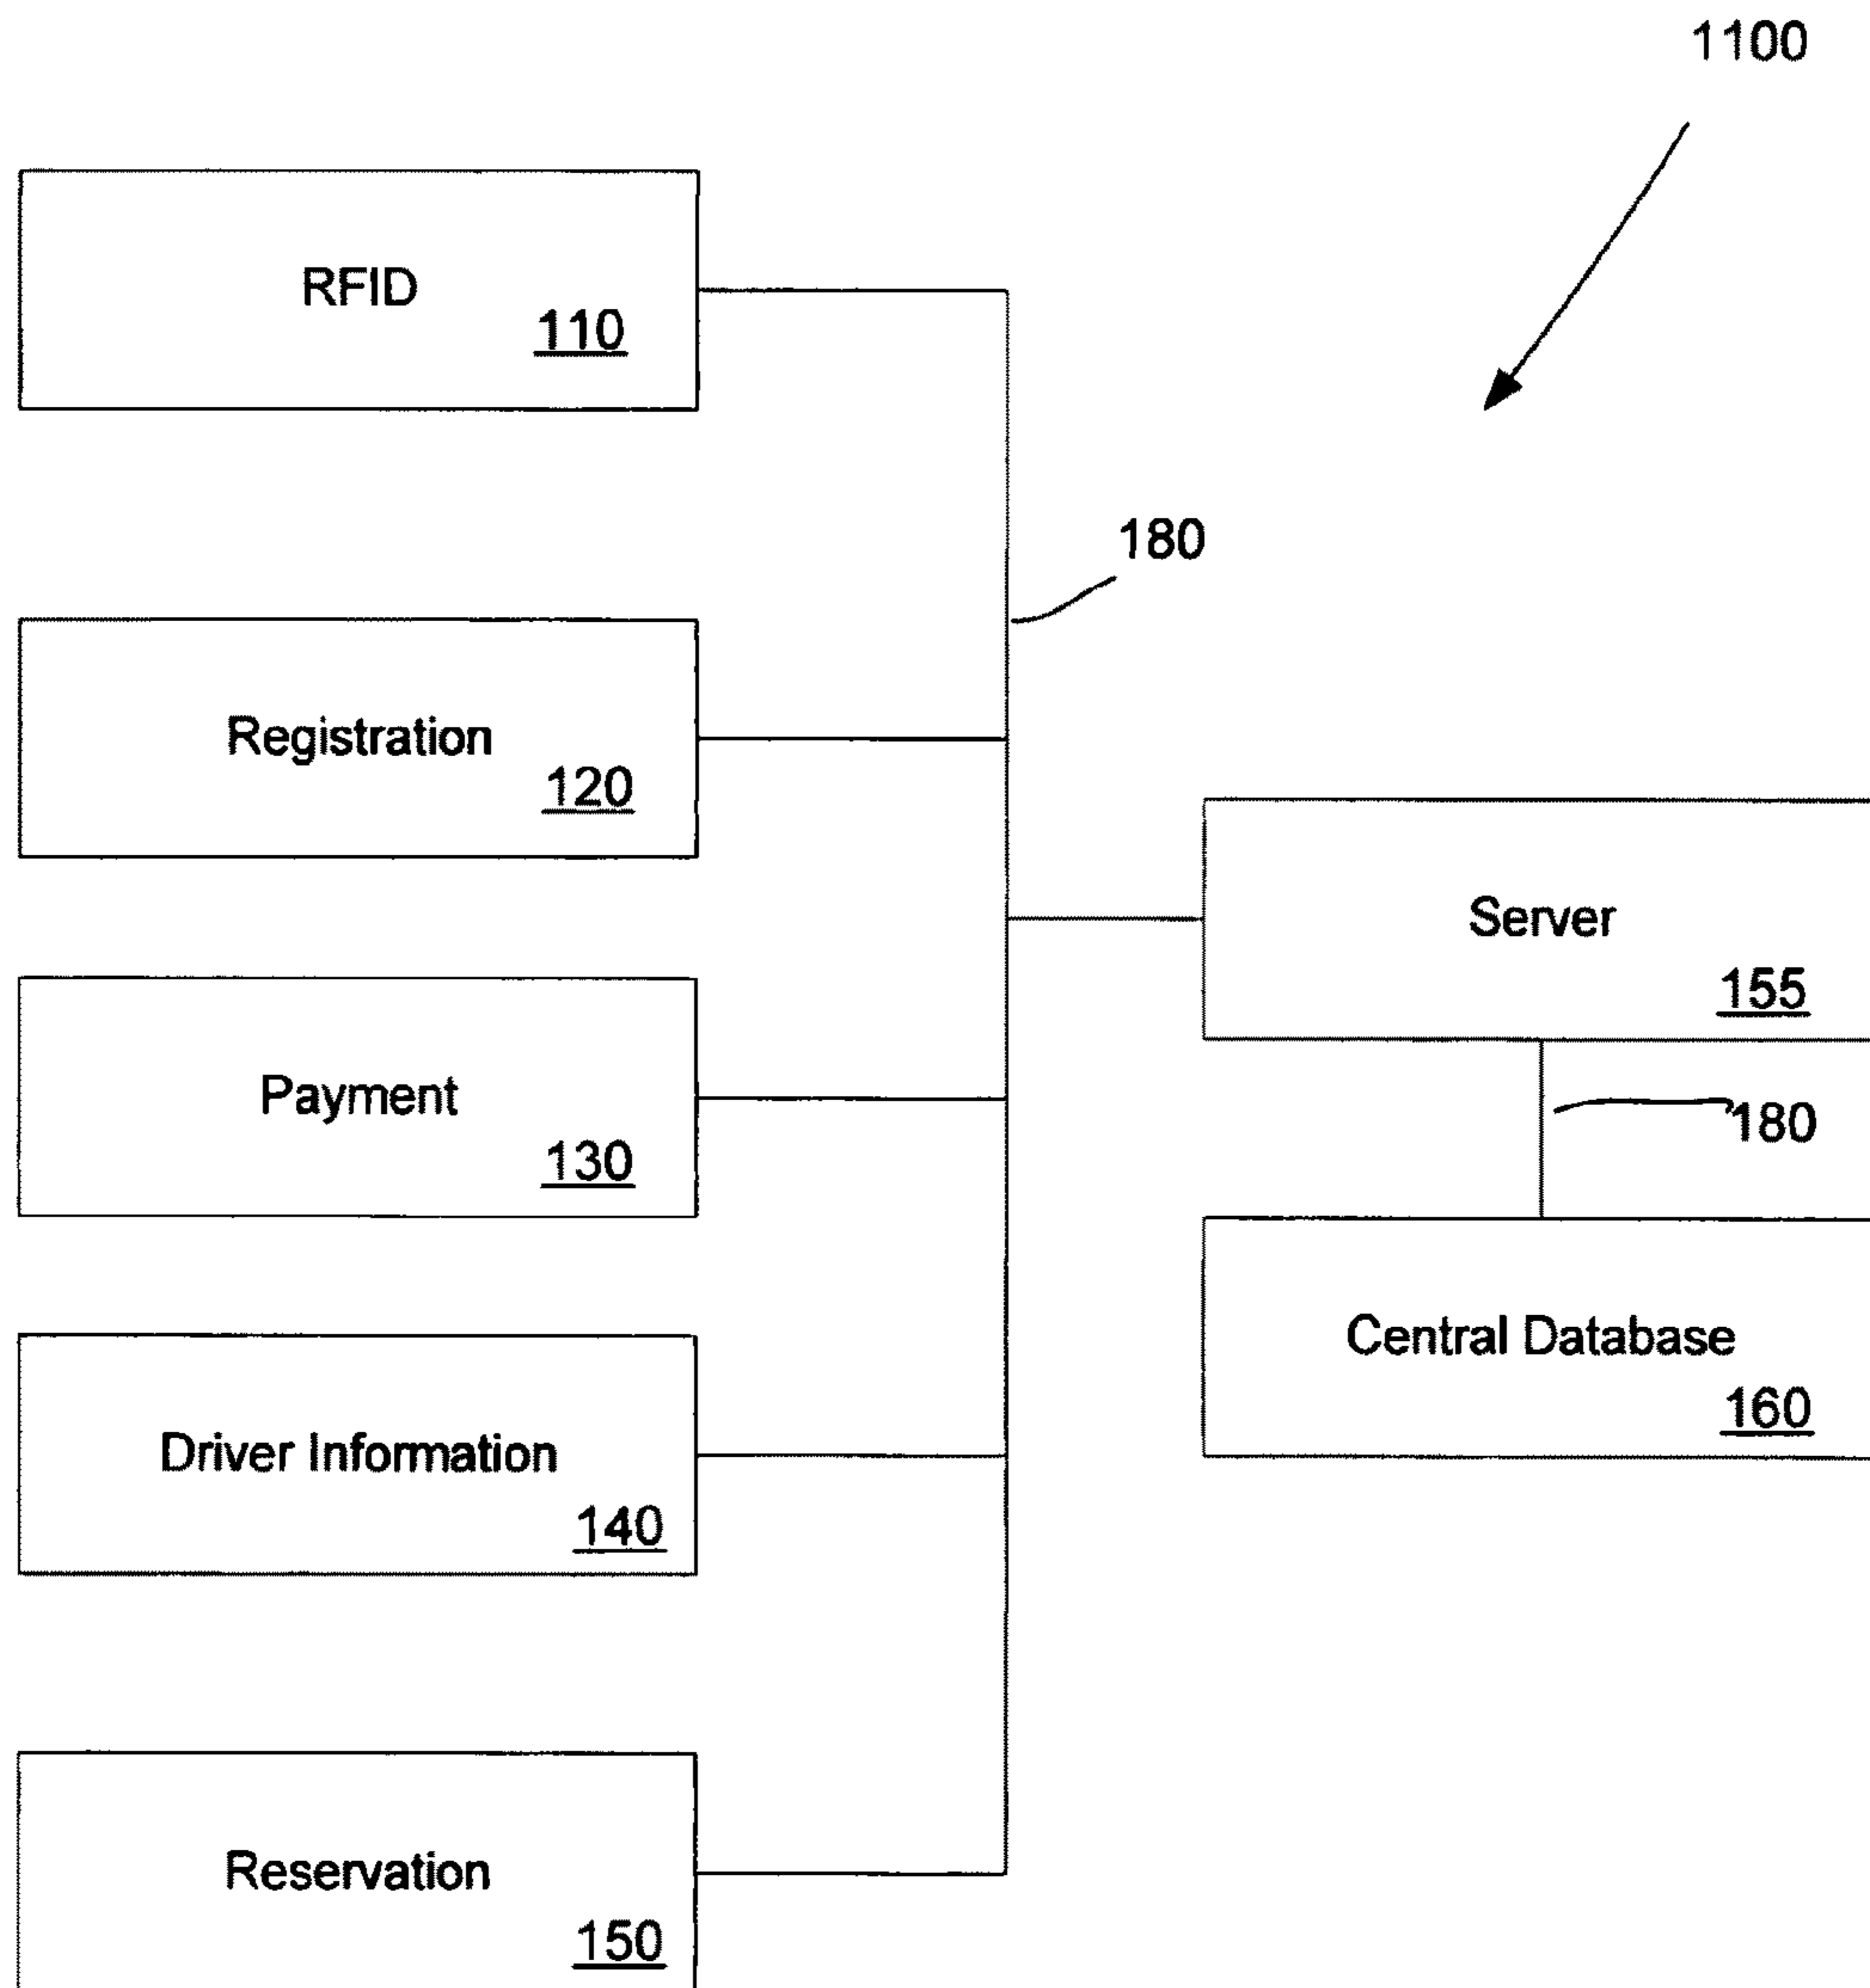 1100
RFID
110
180
Registration
120
Server
155
Payment
130
180
Central Database
160
Driver Information
140
Reservation
150